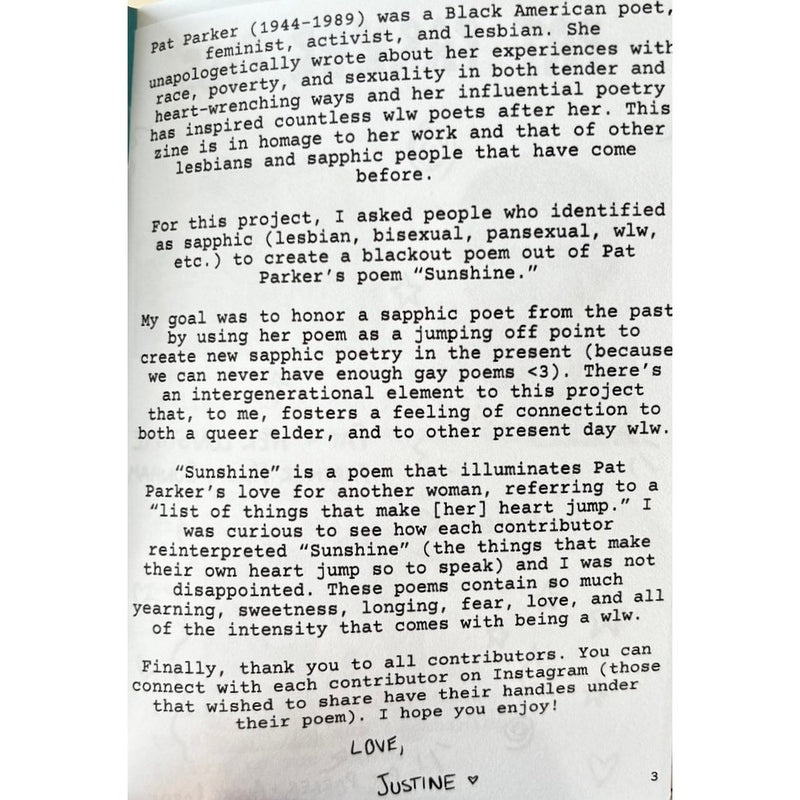 Pat Parker (1944-1989) was a Black American poet,
feminist, activist, and lesbian. She
unapologetically wrote about her experiences with
race, poverty, and sexuality in both tender and
heart-wrenching ways and her influential poetry
has inspired countless wlw poets after her. This
zine is in homage to her work and that of other
lesbians and sapphic people that have come
before.
For this project, I asked people who identified
as sapphic (lesbian, bisexual, pansexual, wlw,
etc.) to create a blackout poem out of Pat
Parker's poem “Sunshine.”
My goal was to honor a sapphic poet from the past
by using her poem as a jumping off point to
create new sapphic poetry in the present (because
we can never have enough gay poems <3). There's
an intergenerational element to this project
that, to me, fosters a feeling of connection to
both a queer elder, and to other present day wlw.
“Sunshine” is a poem that illuminates Pat
Parker's love for another woman, referring to a
“list of things that make [her] heart jump.” I
was curious to see how each contributor
reinterpreted “Sunshine” (the things that make
their own heart jump so to speak) and I was not
disappointed. These poems contain so much
yearning, sweetness, longing, fear, love, and all
of the intensity that comes with being a wlw.
Finally, thank you to all contributors. You can
connect with each contributor on Instagram (those
that wished to share have their handles under
their poem). I hope you enjoy!
LOVE,
JUSTINE ♡
3